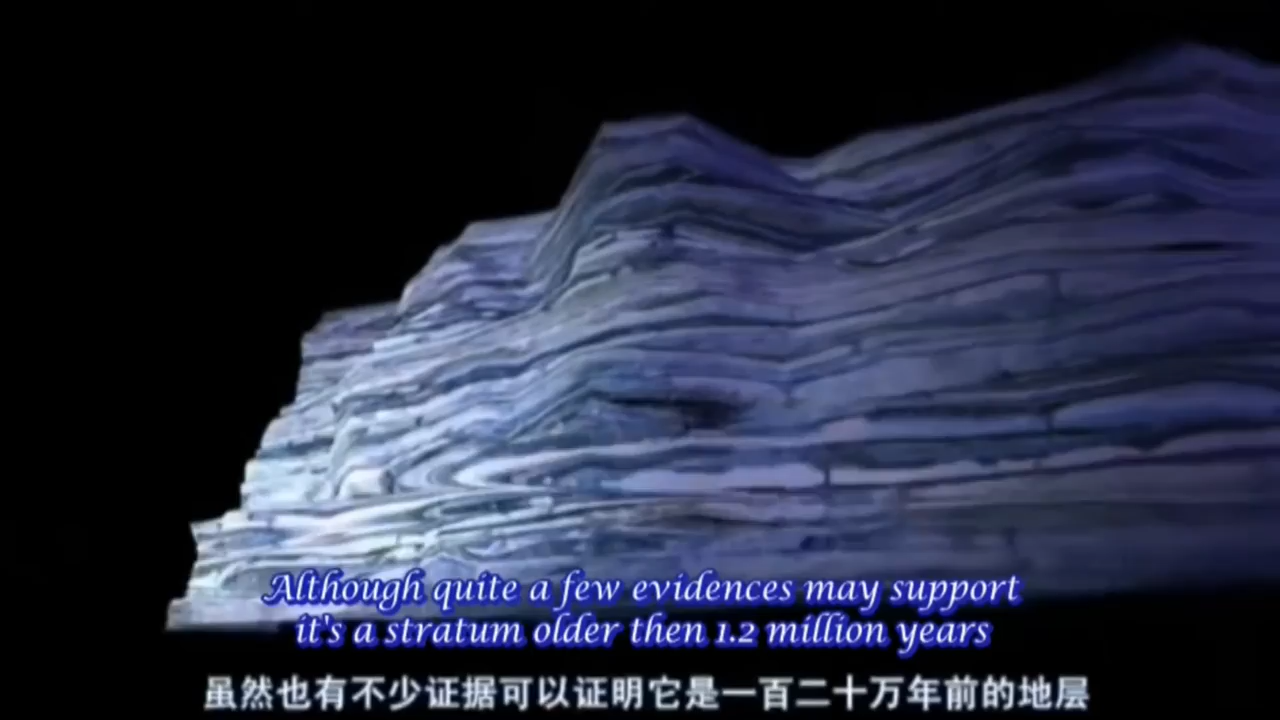 Although quite a few evidences may support
it's a stratum older then 1.2 million years
虽然也有不少证据可以证明它是一百二十万年前的地层